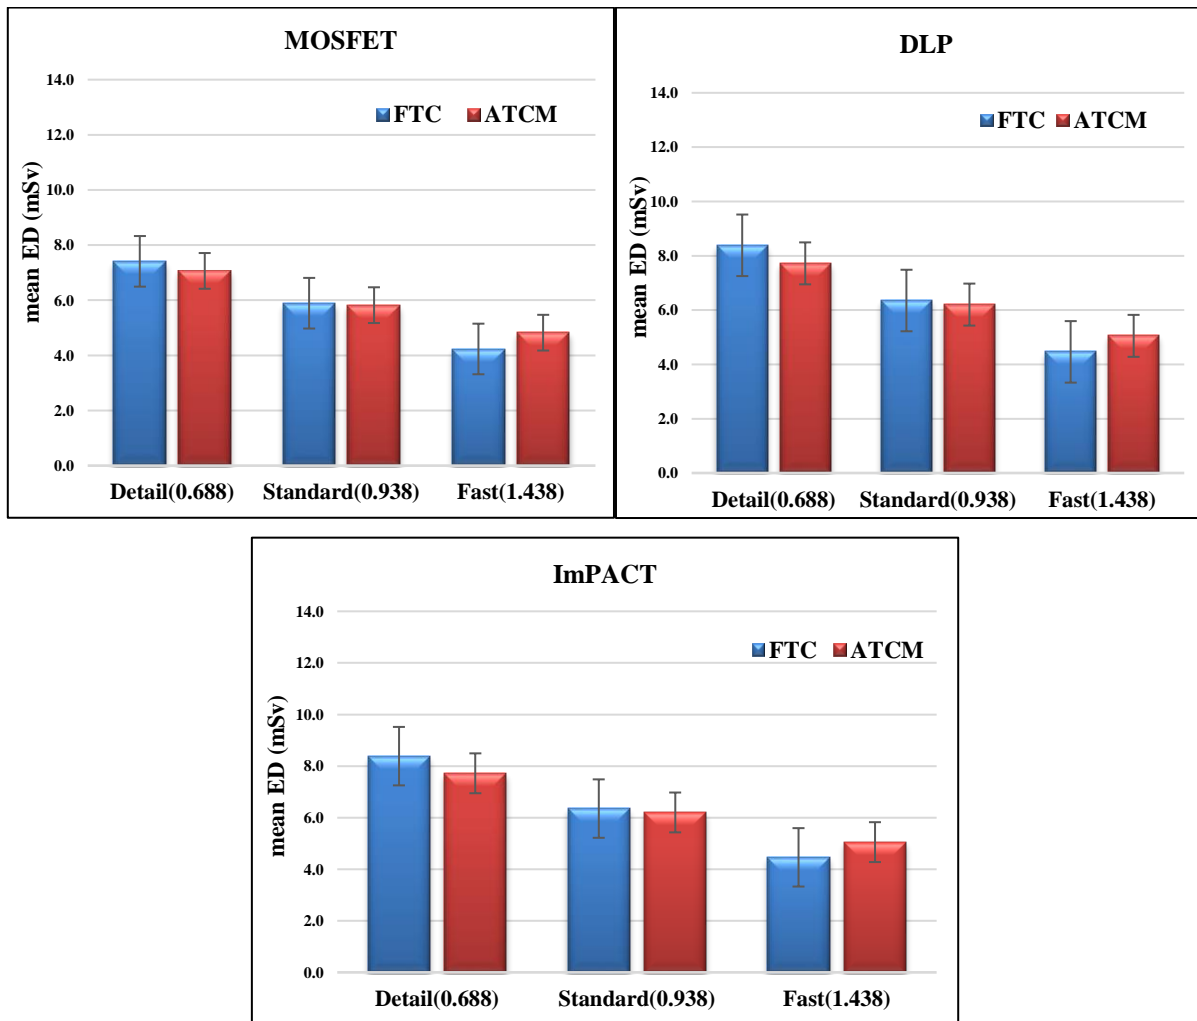 MOSFET
FTC ATCM
mean ED (mSv)
14.0
12.0
10.0
8.0
6.0
4.0
2.0
0.0
Detail(0.688) Standard(0.938) Fast(1.438)
DLP
FTC ATCM
mean ED (mSv)
14.0
12.0
10.0
8.0
6.0
4.0
2.0
0.0
Detail(0.688) Standard(0.938) Fast(1.438)
ImPACT
FTC ATCM
mean ED (mSv)
14.0
12.0
10.0
8.0
6.0
4.0
2.0
0.0
Detail(0.688) Standard(0.938) Fast(1.438)